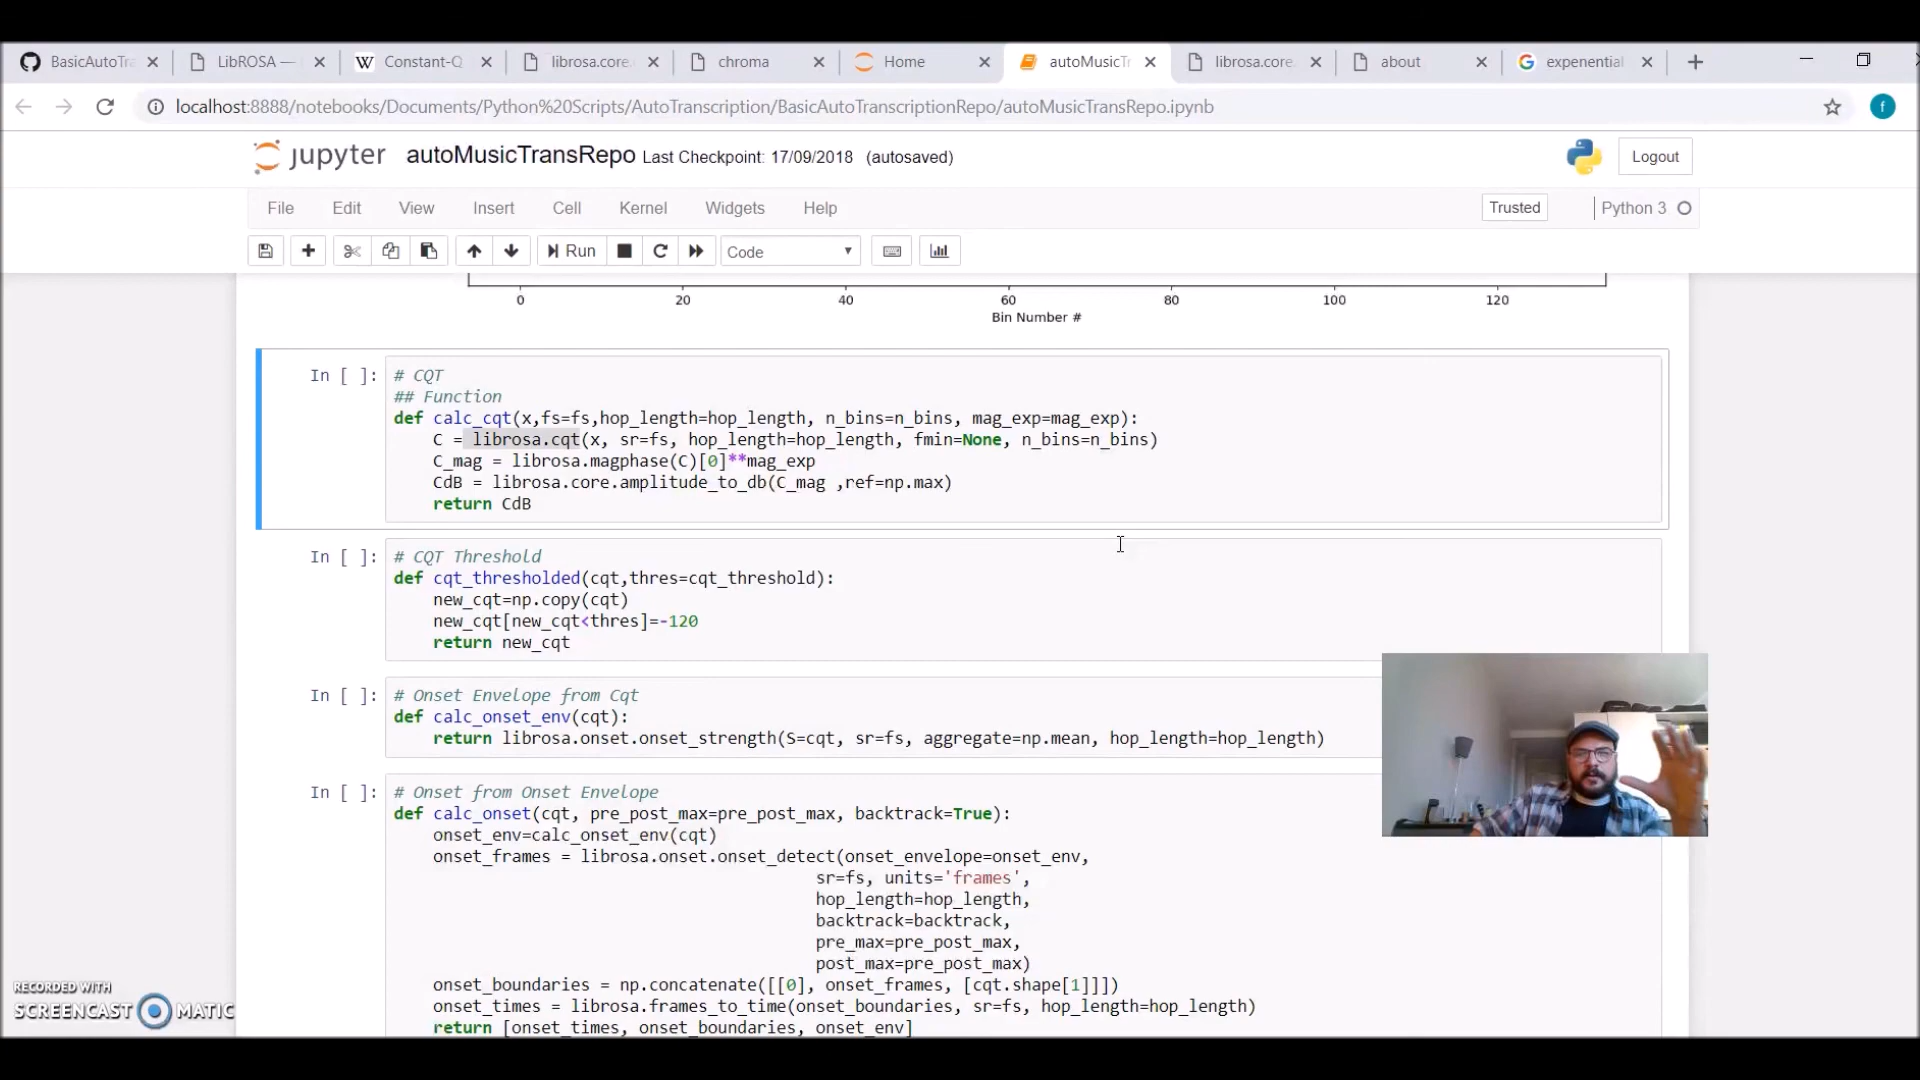 BasicAutoTra
LibROSA —
Constant-Q
librosa.core.
chroma
Home
autoMusicTr
librosa.core.
about
expenential
localhost:8888/notebooks/Documents/Python%20Scripts/AutoTranscription/BasicAutoTranscriptionRepo/autoMusicTransRepo.ipynb
f
jupyter autoMusicTransRepo Last Checkpoint: 17/09/2018 (autosaved)
Logout
File Edit View Insert Cell Kernel Widgets Help
Trusted Python 3
Run Code
0 20 40 60 80 100 120
Bin Number #
In [ ]:
# CQT
## Function
def calc_cqt(x,fs=fs,hop_length=hop_length, n_bins=n_bins, mag_exp=mag_exp):
C = librosa.cqt(x, sr=fs, hop_length=hop_length, fmin=None, n_bins=n_bins)
C_mag = librosa.magphase(C)[0]**mag_exp
CdB = librosa.core.amplitude_to_db(C_mag ,ref=np.max)
return CdB
In [ ]:
# CQT Threshold
def cqt_thresholded(cqt,thres=cqt_threshold):
new_cqt=np.copy(cqt)
new_cqt[new_cqt<thres]=-120
return new_cqt
In [ ]:
# Onset Envelope from Cqt
def calc_onset_env(cqt):
return librosa.onset.onset_strength(S=cqt, sr=fs, aggregate=np.mean, hop_length=hop_length)
In [ ]:
# Onset from Onset Envelope
def calc_onset(cqt, pre_post_max=pre_post_max, backtrack=True):
onset_env=calc_onset_env(cqt)
onset_frames = librosa.onset.onset_detect(onset_envelope=onset_env,
sr=fs, units='frames',
hop_length=hop_length,
backtrack=backtrack,
pre_max=pre_post_max,
post_max=pre_post_max)
onset_boundaries = np.concatenate([[0], onset_frames, [cqt.shape[1]]])
onset_times = librosa.frames_to_time(onset_boundaries, sr=fs, hop_length=hop_length)
return [onset_times, onset_boundaries, onset_env]
RECORDED WITH
SCREENCAST MATIC